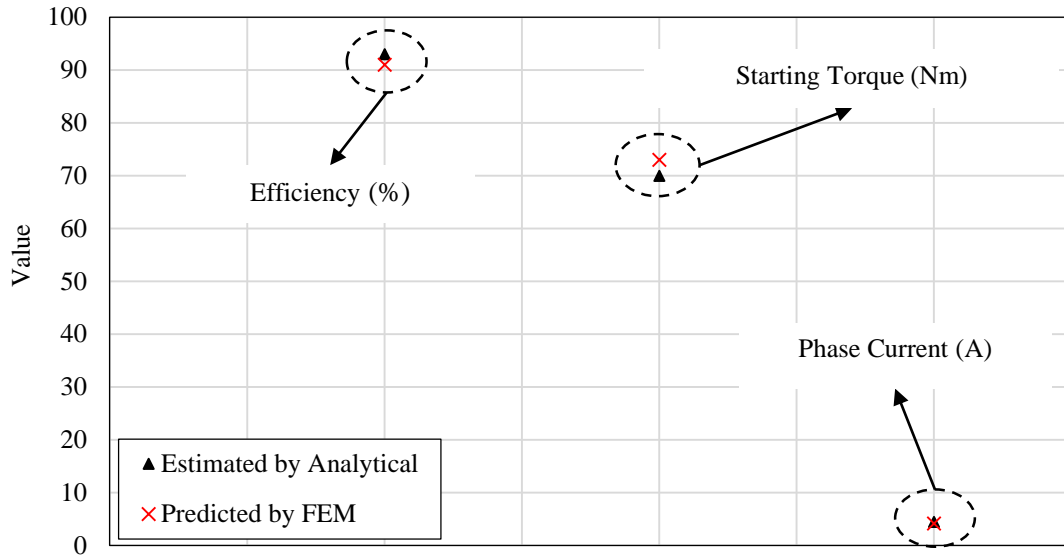 100
90
80
70
60
50
40
30
20
10
0
Value
Efficiency (%)
Starting Torque (Nm)
Phase Current (A)
Estimated by Analytical
Predicted by FEM